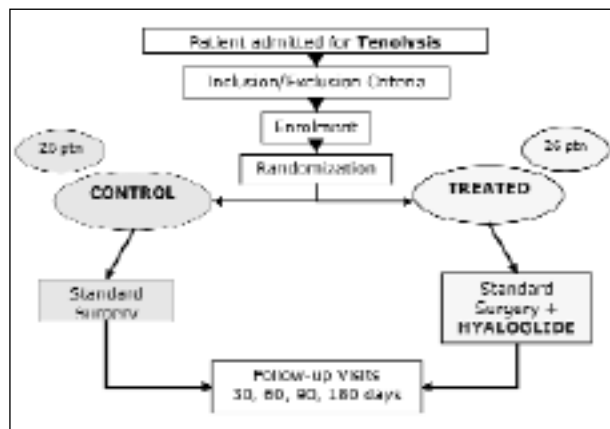 Patient admitted for Tenolysis
Inclusion/Exclusion Criteria
Enrolment
Randomization
ptn
CONTROL
26 ptn
TREATED
Standard
Surgery
Standard
Surgery +
HYALOGLIDE
Follow-up Visits
30, 60, 90, 180 days